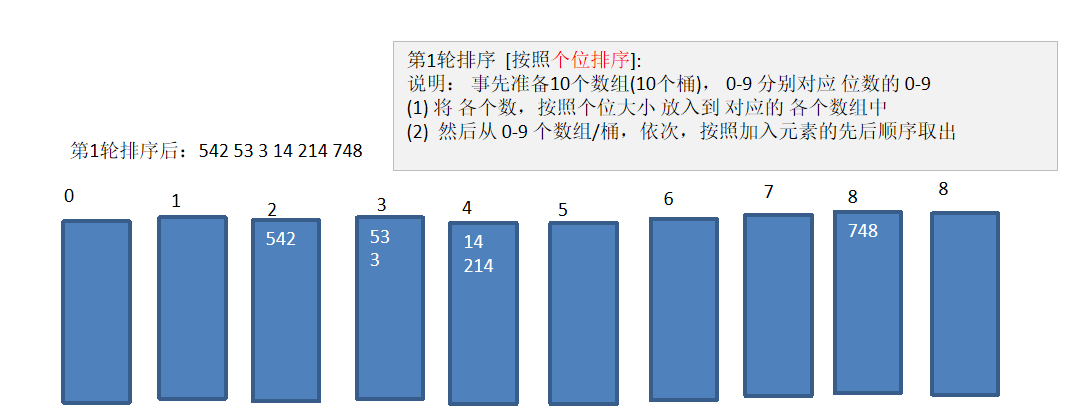 第1轮排序 [按照个位排序]:
说明： 事先准备10个数组(10个桶)， 0-9 分别对应 位数的 0-9
(1) 将 各个数，按照个位大小 放入到 对应的 各个数组中
(2) 然后从 0-9 个数组/桶，依次，按照加入元素的先后顺序取出
第1轮排序后：542 53 3 14 214 748
0 1 2 3 4 5 6 7 8 8
542 53 14 748
3 214